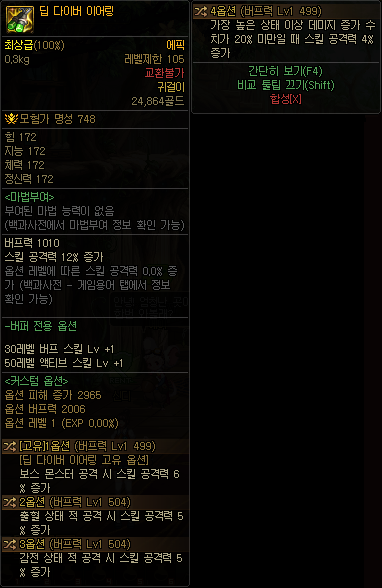 딥 다이버 이어링
최상급(100%) 에픽
0,3kg 레벨제한 105
교환불가
귀걸이
24,864골드
모험가 명성 748
힘 172
지능 172
체력 172
정신력 172
<마법부여>
부여된 마법 능력이 없음
(백과사전에서 마법부여 정보 확인 가능)
버프력 1010
스킬 공격력 12% 증가
옵션 레벨에 따른 스킬 공격력 0,0% 증
가 (백과사전 - 게임용어 탭에서 정보
확인 가능)
-버퍼 전용 옵션
30레벨 버프 스킬 Lv +1
50레벨 액티브 스킬 Lv +1
<커스텀 옵션>
옵션 피해 증가 2965
옵션 버프력 2006
옵션 레벨 1 (EXP 0,00%)
[고유]1옵션 (버프력 Lv1 499)
[딥 다이버 이어링 고유 옵션]
보스 몬스터 공격 시 스킬 공격력 6
% 증가
2옵션 (버프력 Lv1 504)
출혈 상태 적 공격 시 스킬 공격력 5
% 증가
3옵션 (버프력 Lv1 504)
감전 상태 적 공격 시 스킬 공격력 5
% 증가
4옵션 (버프력 Lv1 499)
가장 높은 상태 이상 데미지 증가 수
치가 20% 미만일 때 스킬 공격력 4%
증가
간단히 보기(F4)
비교 툴팁 끄기(Shift)
합성[X]